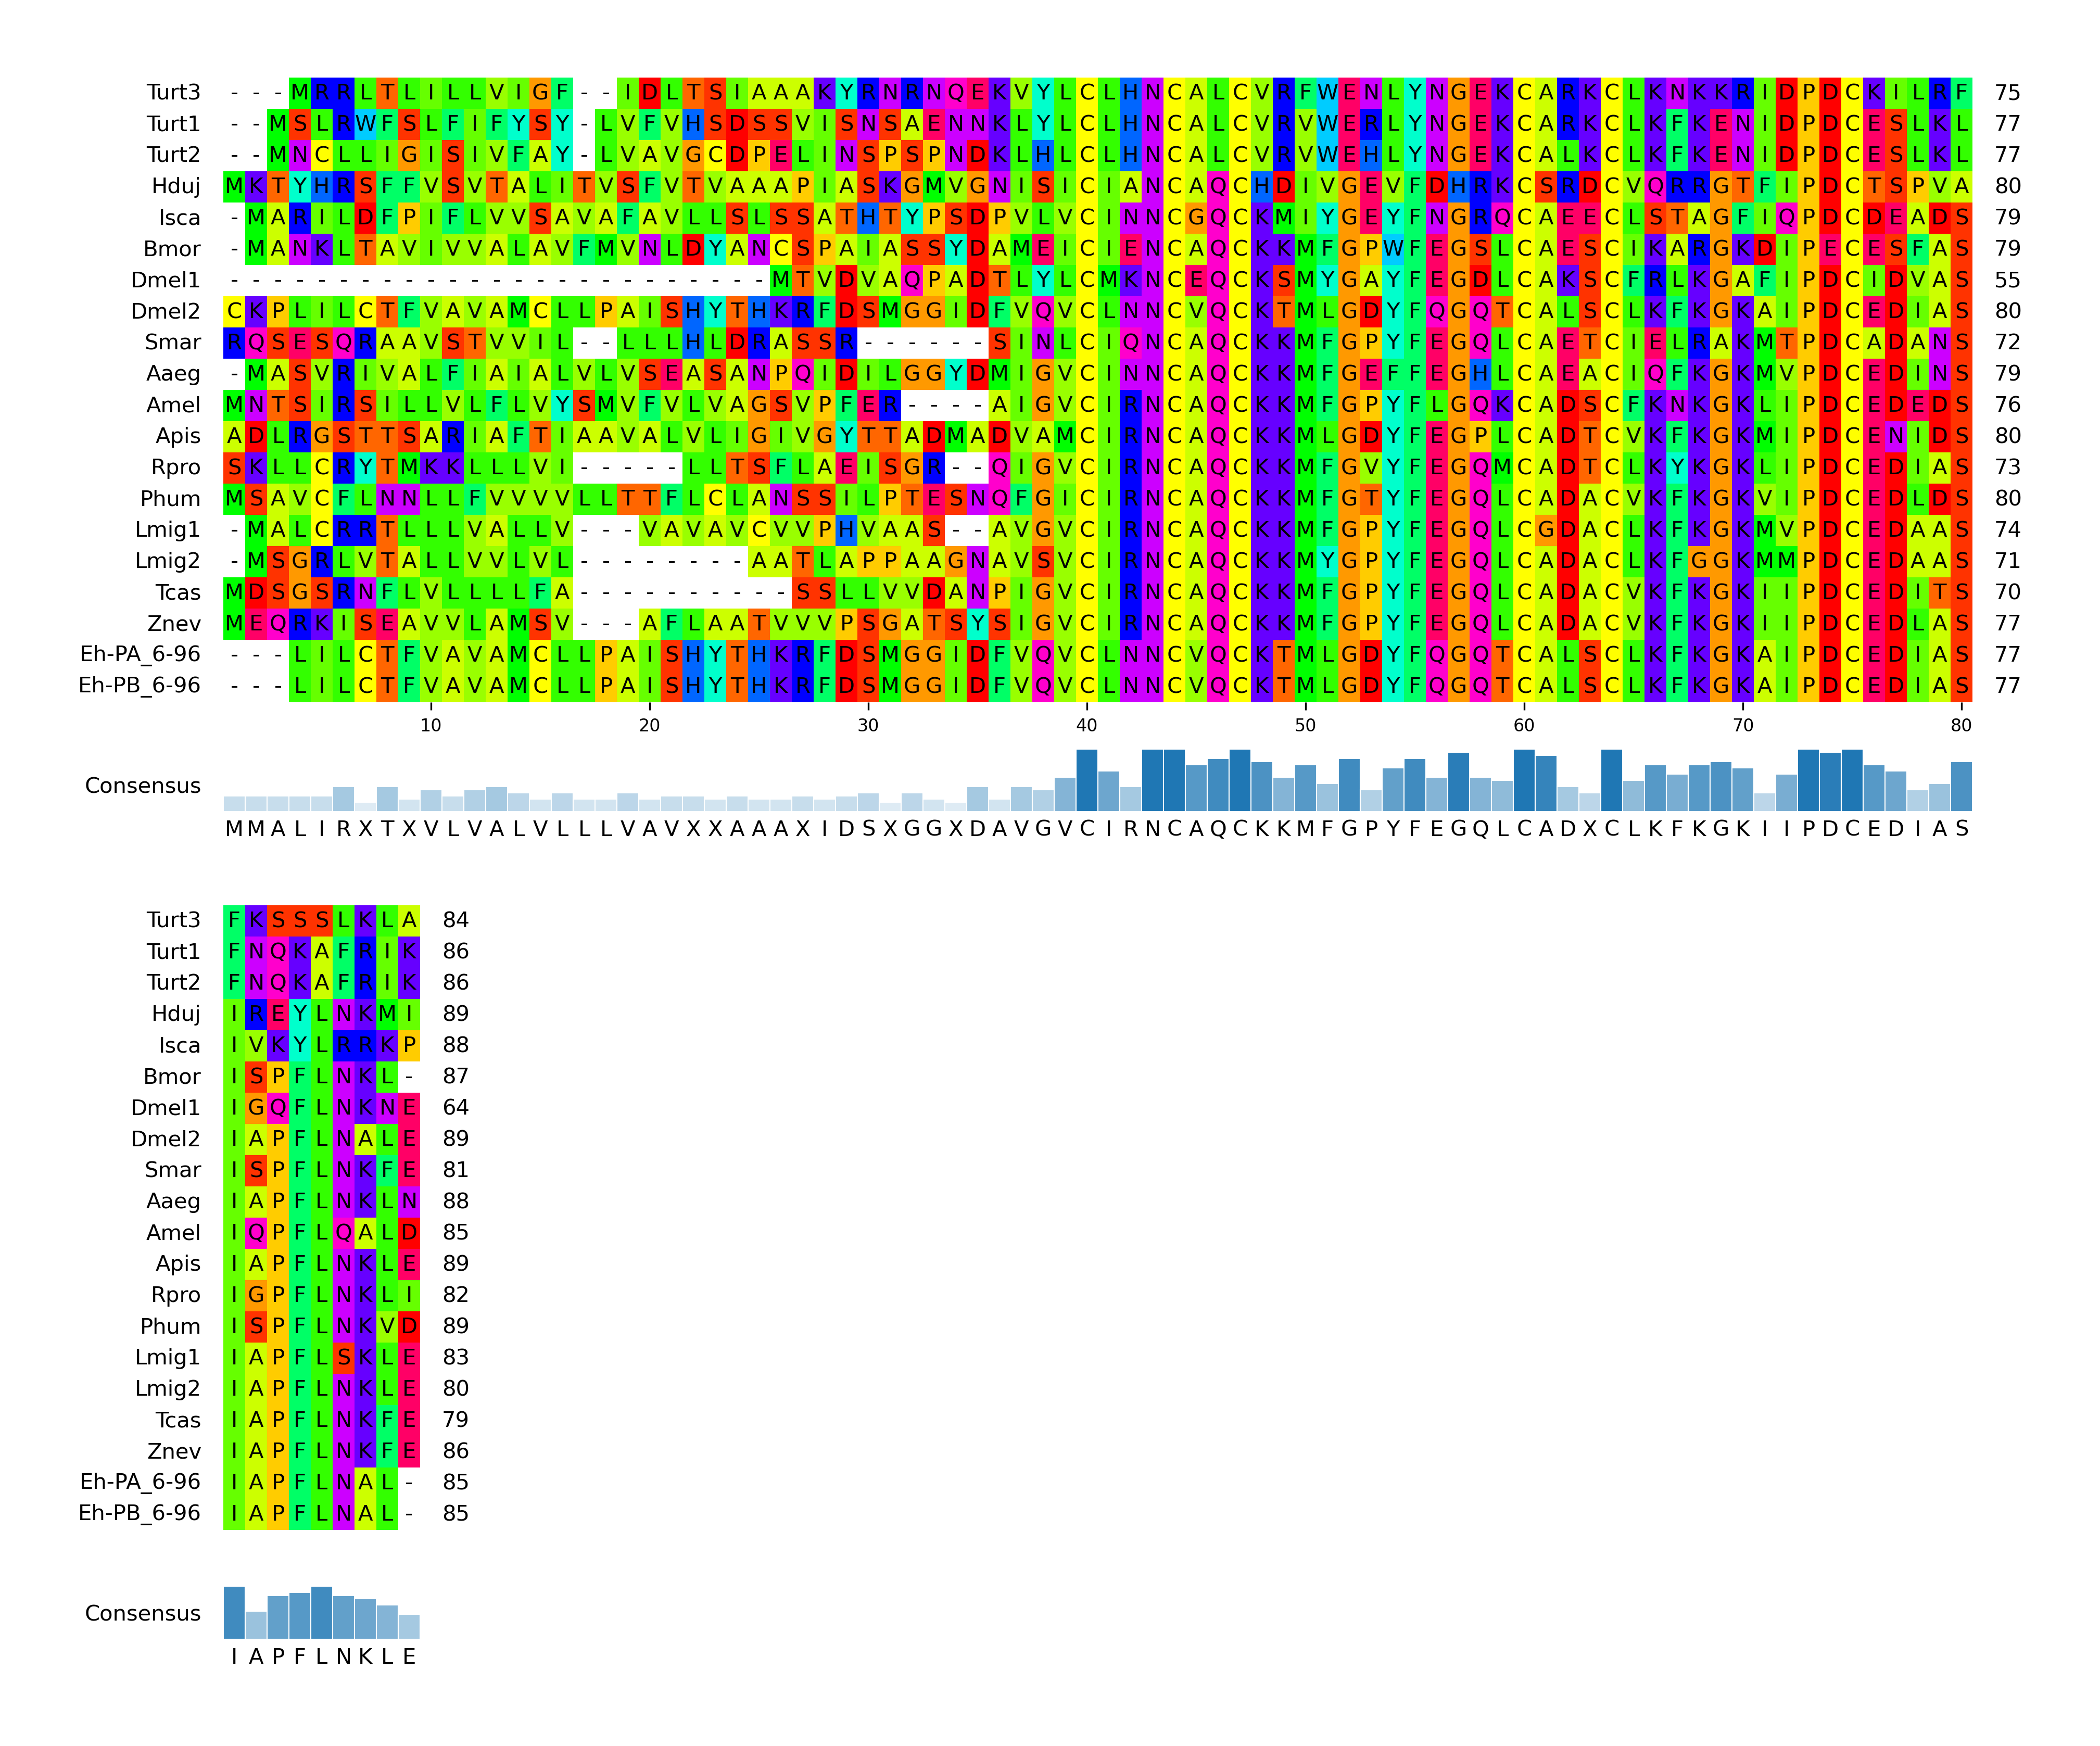 Turt3 ---MRRLTLILLVIGF--IDLTSIAAAKYRNRNQEKVYLCLHNCALCVRFWENLYNGEKCARKCLKNKKRIDPDCKILRF 75
Turt1 --MSLRWFSLFIFYSY-LVFVHSDSSVISNSAENNKLYLCLHNCALCVRVWERLYNGEKCARKCLKFKENIDPDCESLKL 77
Turt2 --MNCLLIGISIVFAY-LVAVGCDPELINSPSPNDKLHLCLHNCALCVRVWEHLYNGEKCALKCLKFKENIDPDCESLKL 77
Hduj MKTYHRSFFVSVTALITVSFVTVAAAPIASKGMVGNISICIANCAQCHDIVGEVFDHRKCSRDCVQRRGTFIPDCTSPVA 80
Isca -MARILDFPIFLVVSAVAFAVLLSLSSATHTYPSDPVLVCINNCGQCKMIYGEYFNGRQCAEECLSTAGFIQPDCDEADS 79
Bmor -MANKLTAVIVVALAVFMVNLDYANCSPAIASSYDAMEICIENCAQCKKMFGPWFEGSLCAESCIKARGKDIPECESFAS 79
Dmel1 -------------------------MTVDVAQPADTLYLCMKNCEQCKSMYGAYFEGDLCAKSCFRLKGAFIPDCIDVAS 55
Dmel2 CKPLILCTFVAVAMCLLPAISHYTHKRFDSMGGIDFVQVCLNNCVQCKTMLGDYFQGQTCALSCLKFKGKAIPDCEDIAS 80
Smar RQSESQRAAVSTVVIL--LLLHLDRASSR------SINLCIQNCAQCKKMFGPYFEGQLCAETCIELRAKMTPDCADANS 72
Aaeg -MASVRIVALFIAIALVLVSEASANPQIDILGGYDMIGVCINNCAQCKKMFGEFFEGHLCAEACIQFKGKMVPDCEDINS 79
Amel MNTSIRSILLVLFLVYSMVFVLVAGSVPFER----AIGVCIRNCAQCKKMFGPYFLGQKCADSCFKNKGKLIPDCEDEDS 76
Apis ADLRGSTTSARIAFTIAAVALVLIGIVGYTTADMADVAMCIRNCAQCKKMLGDYFEGPLCADTCVKFKGKMIPDCENIDS 80
Rpro SKLLCRYTMKKLLLVI-----LLTSFLAEISGR--QIGVCIRNCAQCKKMFGVYFEGQMCADTCLKYKGKLIPDCEDIAS 73
Phum MSAVCFLNNLLFVVVVLLTTFLCLANSSILPTESNQFGICIRNCAQCKKMFGTYFEGQLCADACVKFKGKVIPDCEDLDS 80
Lmig1 -MALCRRTLLLVALLV---VAVAVCVVPHVAAS--AVGVCIRNCAQCKKMFGPYFEGQLCGDACLKFKGKMVPDCEDAAS 74
Lmig2 -MSGRLVTALLVVLVL--------AATLAPPAAGNAVSVCIRNCAQCKKMYGPYFEGQLCADACLKFGGKMMPDCEDAAS 71
Tcas MDSGSRNFLVLLLLFA----------SSLLVVDANPIGVCIRNCAQCKKMFGPYFEGQLCADACVKFKGKIIPDCEDITS 70
Znev MEQRKISEAVVLAMSV---AFLAATVVVPSGATSYSIGVCIRNCAQCKKMFGPYFEGQLCADACVKFKGKIIPDCEDLAS 77
Eh-PA_6-96 ---LILCTFVAVAMCLLPAISHYTHKRFDSMGGIDFVQVCLNNCVQCKTMLGDYFQGQTCALSCLKFKGKAIPDCEDIAS 77
Eh-PB_6-96 ---LILCTFVAVAMCLLPAISHYTHKRFDSMGGIDFVQVCLNNCVQCKTMLGDYFQGQTCALSCLKFKGKAIPDCEDIAS 77
10 20 30 40 50 60 70 80
Consensus
MMALIRXTXVLVALVLLLVAVXXAAAXIDSXGGXDAVGVCIRNCAQCKKMFGPYFEGQLCADXCLKFKGKIIPDCEDIAS
Turt3 FKSSSLKLA 84
Turt1 FNQKAFRIK 86
Turt2 FNQKAFRIK 86
Hduj IREYLNKMI 89
Isca IVKYLRRKP 88
Bmor ISPFLNKL- 87
Dmel1 IGQFLNKNE 64
Dmel2 IAPFLNALE 89
Smar ISPFLNKFE 81
Aaeg IAPFLNKLN 88
Amel IQPFLQALD 85
Apis IAPFLNKLE 89
Rpro IGPFLNKLI 82
Phum ISPFLNKVD 89
Lmig1 IAPFLSKLE 83
Lmig2 IAPFLNKLE 80
Tcas IAPFLNKFE 79
Znev IAPFLNKFE 86
Eh-PA_6-96 IAPFLNAL- 85
Eh-PB_6-96 IAPFLNAL- 85
Consensus
IAPFLNKLE